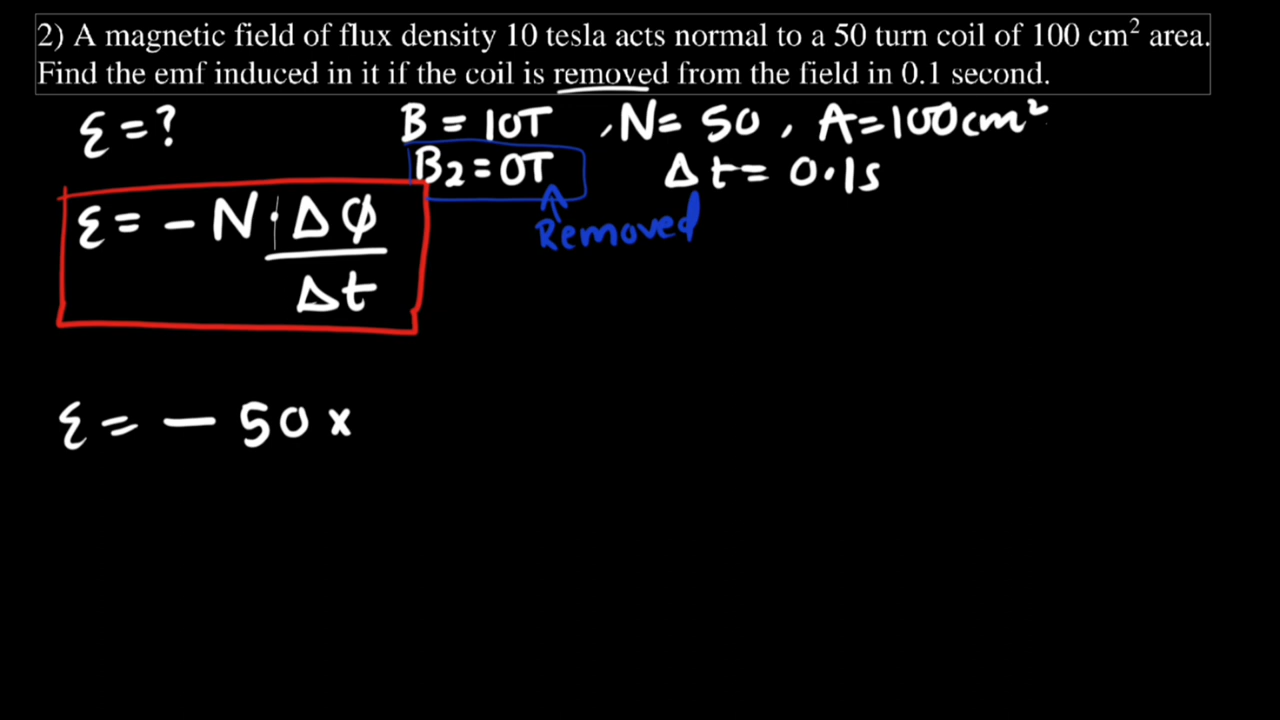 2) A magnetic field of flux density 10 tesla acts normal to a 50 turn coil of 100 cm² area.
Find the emf induced in it if the coil is removed from the field in 0.1 second.
Ɛ = ? B = 10T , N = 50 , A = 100cm²
B2 = 0T Δt = 0.1s
Ɛ = - N · Δφ
Removed
Δt
Ɛ = - 50 x